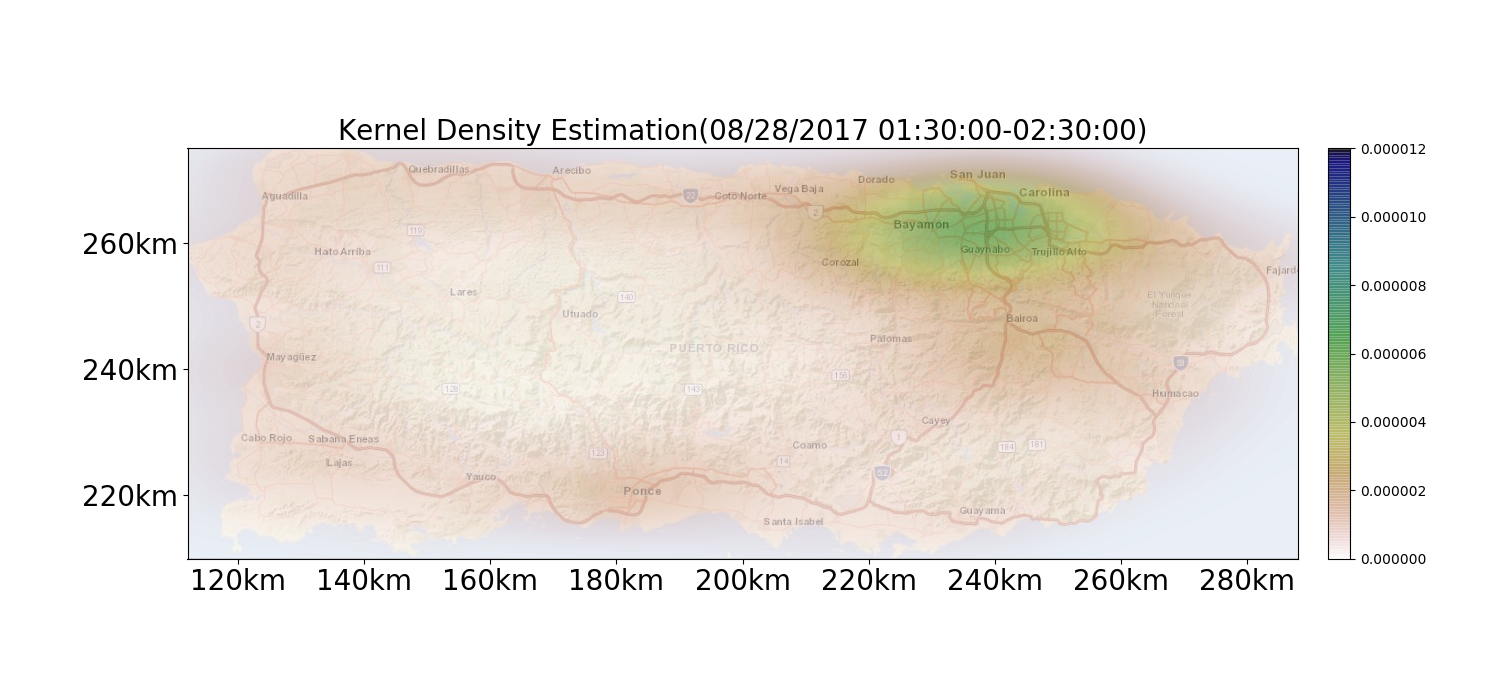 Kernel Density Estimation(08/28/2017 01:30:00-02:30:00)
0.000012
0.000010
0.000008
0.000006
0.000004
0.000002
0.000000
260km
240km
220km
120km 140km 160km 180km 200km 220km 240km 260km 280km
Quebradillas
Arecibo
Aguadilla
22
Coto Norte
Vega Baja
Dorado
San Juan
Carolina
2
Bayamon
119
Hato Arriba
111
Corozal
Guaynabo
Trujillo Alto
Fajardo
Lares
140
Utuado
El Yunque
National
Forest
2
Bairoa
PUERTO RICO
Palomas
Mayagüez
128
143
156
53
Humacao
Cabo Rojo
Sabana Eneas
Lajas
Yauco
123
Ponce
Coamo
14
Cayey
1
52
184
181
Santa Isabel
Guayama